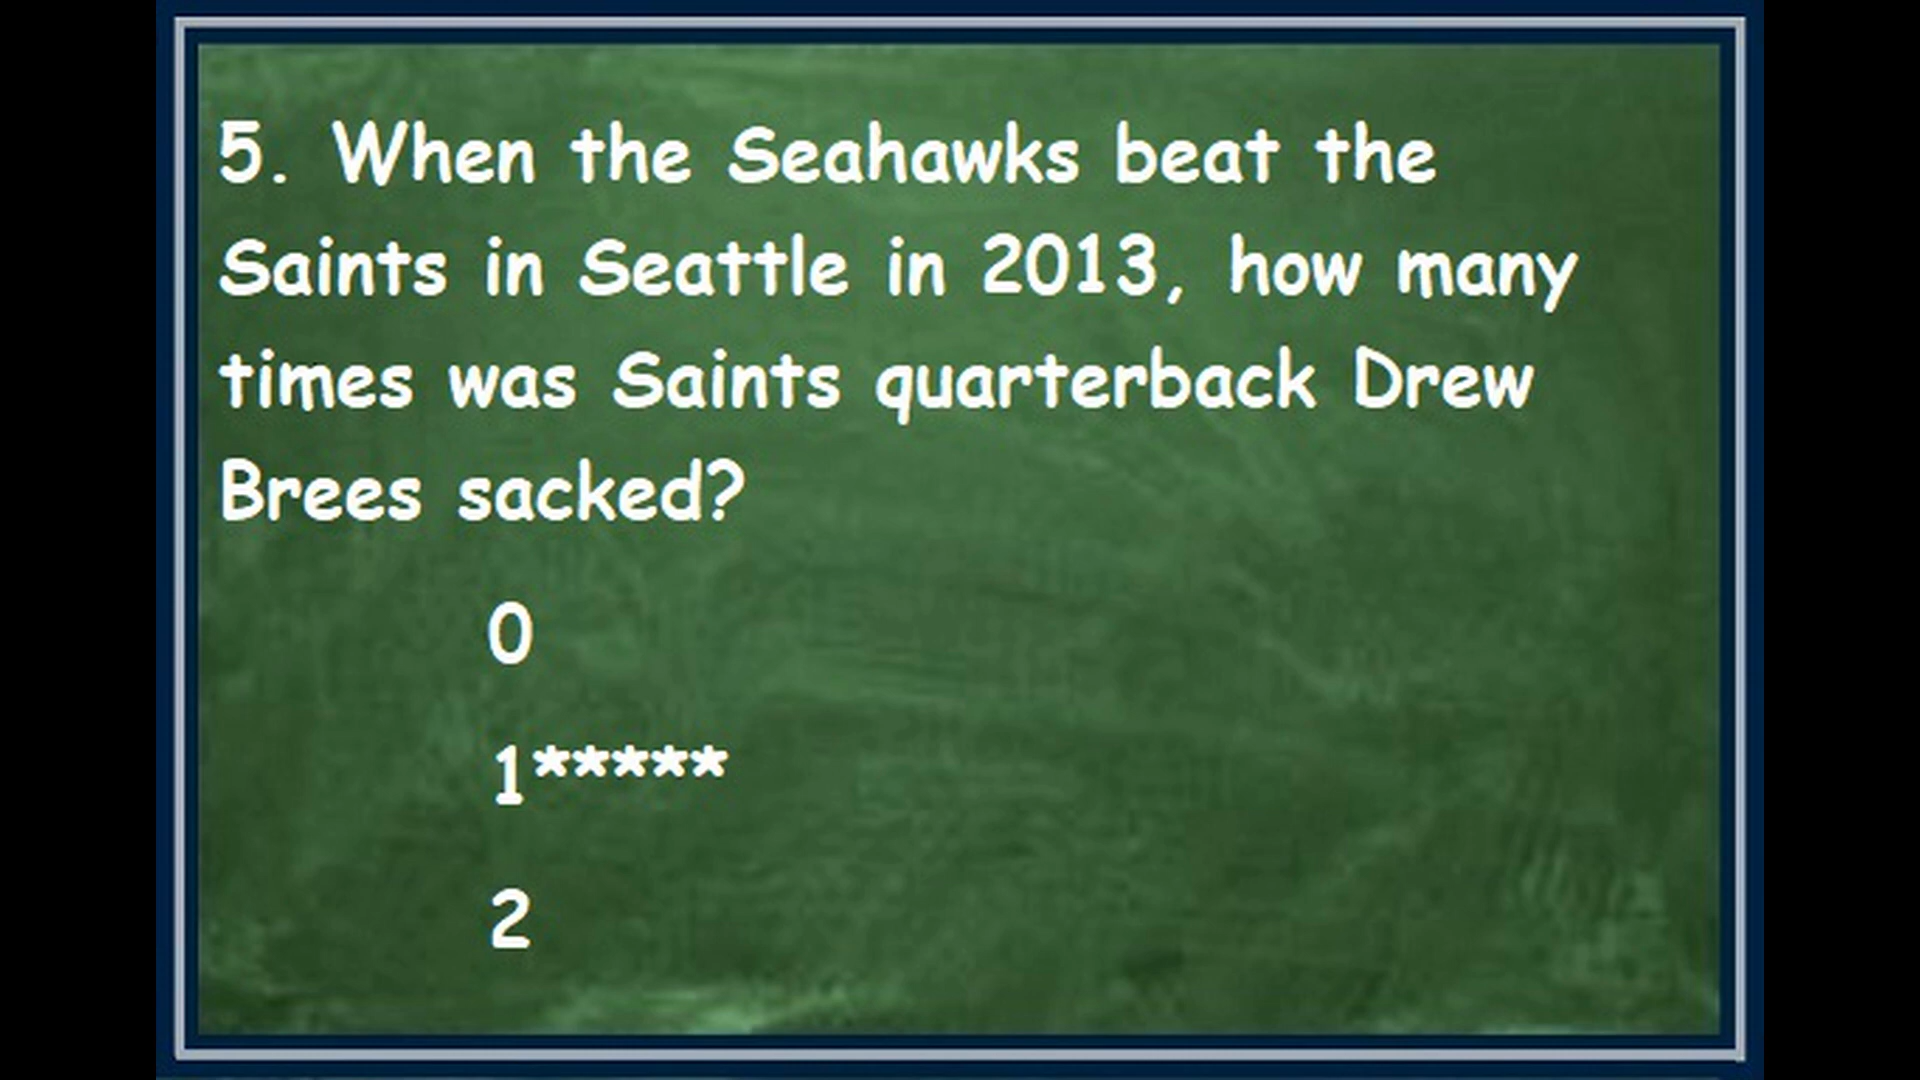 5. When the Seahawks beat the
Saints in Seattle in 2013, how many
times was Saints quarterback Drew
Brees sacked?
0
1*****
2